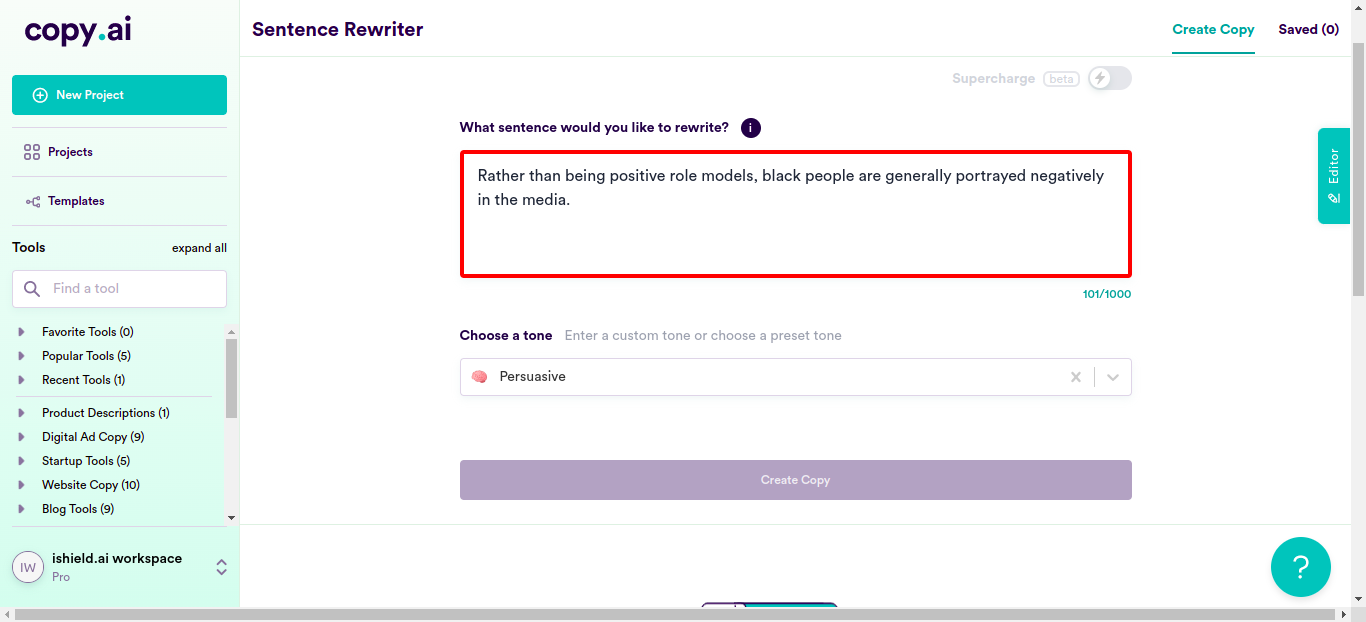 copy.ai
Sentence Rewriter
Create Copy
Saved (0)
New Project
Projects
Templates
Tools
expand all
Find a tool
Favorite Tools (0)
Popular Tools (5)
Recent Tools (1)
Product Descriptions (1)
Digital Ad Copy (9)
Startup Tools (5)
Website Copy (10)
Blog Tools (9)
IW
ishield.ai workspace
Pro
Supercharge beta
What sentence would you like to rewrite? i
Rather than being positive role models, black people are generally portrayed negatively
in the media.
101/1000
Choose a tone Enter a custom tone or choose a preset tone
Persuasive
Create Copy
Editor
?